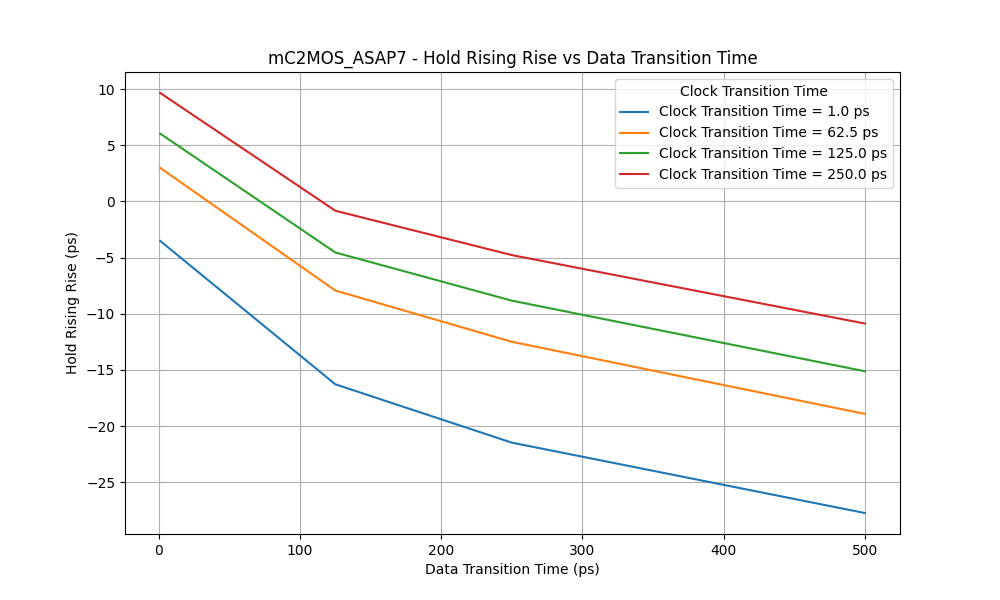 mC2MOS_ASAP7 - Hold Rising Rise vs Data Transition Time
Clock Transition Time
Clock Transition Time = 1.0 ps
Clock Transition Time = 62.5 ps
Clock Transition Time = 125.0 ps
Clock Transition Time = 250.0 ps
Hold Rising Rise (ps)
10
5
0
−5
−10
−15
−20
−25
0 100 200 300 400 500
Data Transition Time (ps)